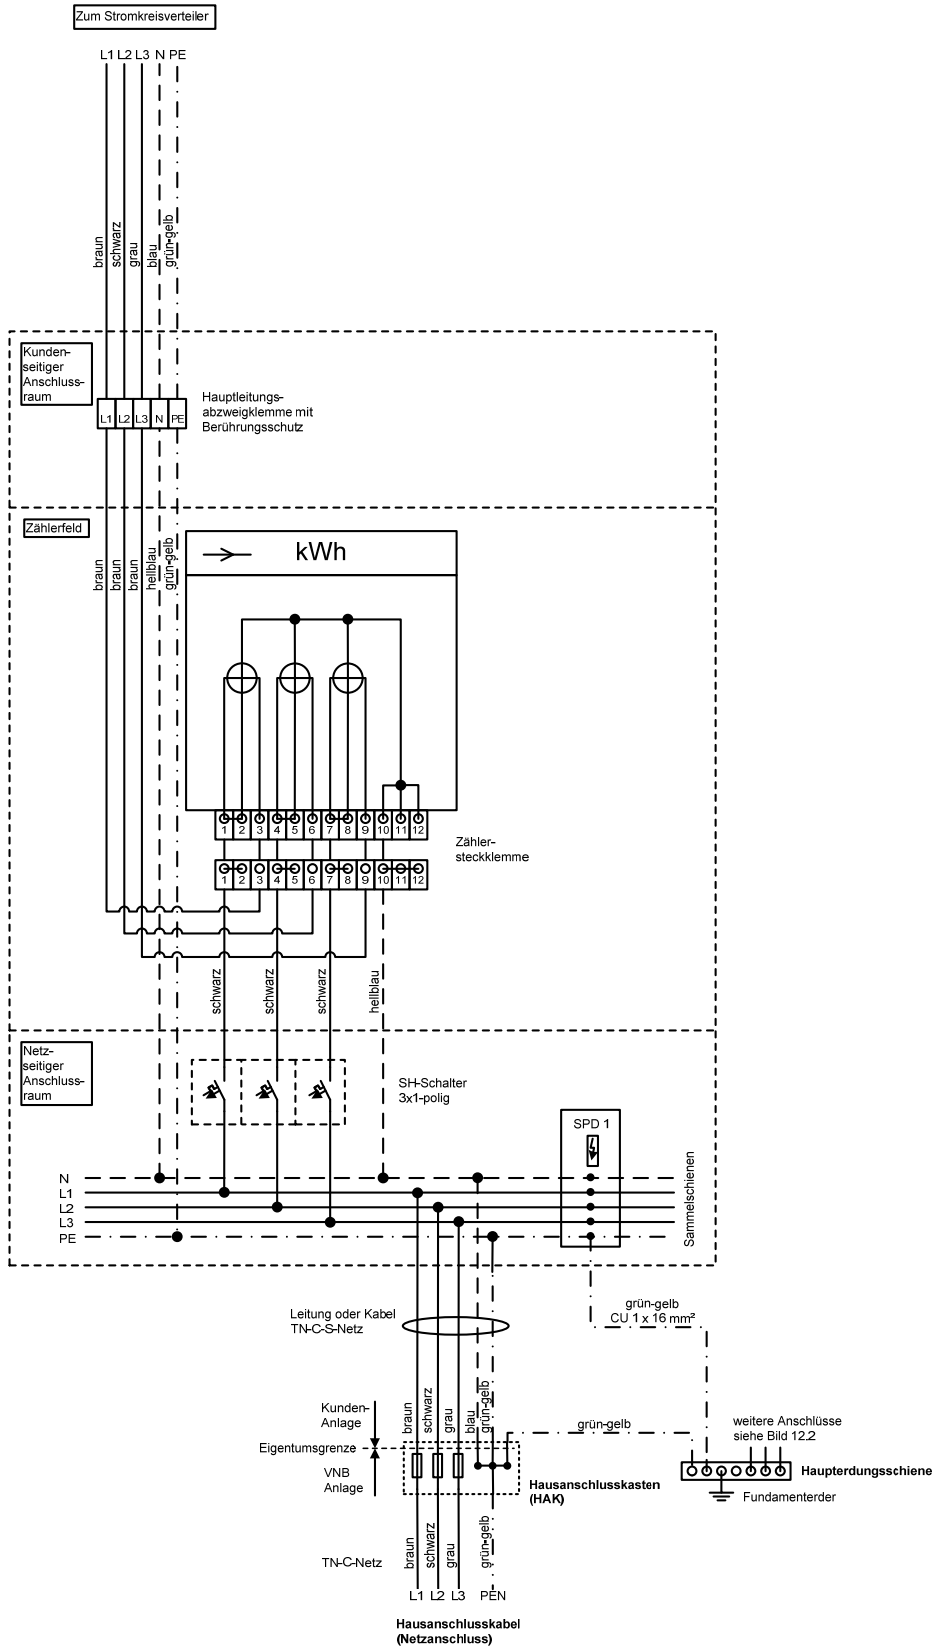 Zum Stromkreisverteiler
L1 L2 L3 N PE
braun
schwarz
grau
blau
grün-gelb
Kunden-
seitiger
Anschluss-
raum
Hauptleitungs-
abzweigklemme mit
Berührungsschutz
L1 L2 L3 N PE
Zählerfeld
kWh
braun
braun
braun
hellblau
grün-gelb
1 2 3 4 5 6 7 8 9 10 11 12
Zähler-
steckklemme
1 2 3 4 5 6 7 8 9 10 11 12
schwarz
schwarz
schwarz
hellblau
Netz-
seitiger
Anschluss-
raum
SH-Schalter
3x1-polig
SPD 1
N
L1
L2
L3
PE
Sammelschienen
Leitung oder Kabel
TN-C-S-Netz
grün-gelb
CU 1 x 16 mm²
braun
schwarz
grau
blau
grün-gelb
Kunden-
Anlage
Eigentumsgrenze
VNB
Anlage
grün-gelb
weitere Anschlüsse
siehe Bild 12.2
Haupterdungsschiene
Fundamenterder
Hausanschlusskasten
(HAK)
braun
schwarz
grau
grün-gelb
TN-C-Netz
L1 L2 L3 PEN
Hausanschlusskabel
(Netzanschluss)